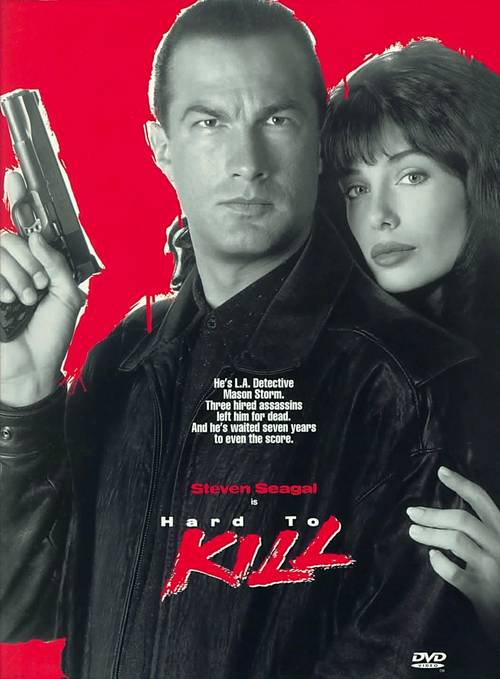 He's L.A. Detective
Mason Storm.
Three hired assassins
left him for dead.
And he's waited seven years
to even the score.
Steven Seagal
is
Hard To
KILL
DVD
VIDEO
TM